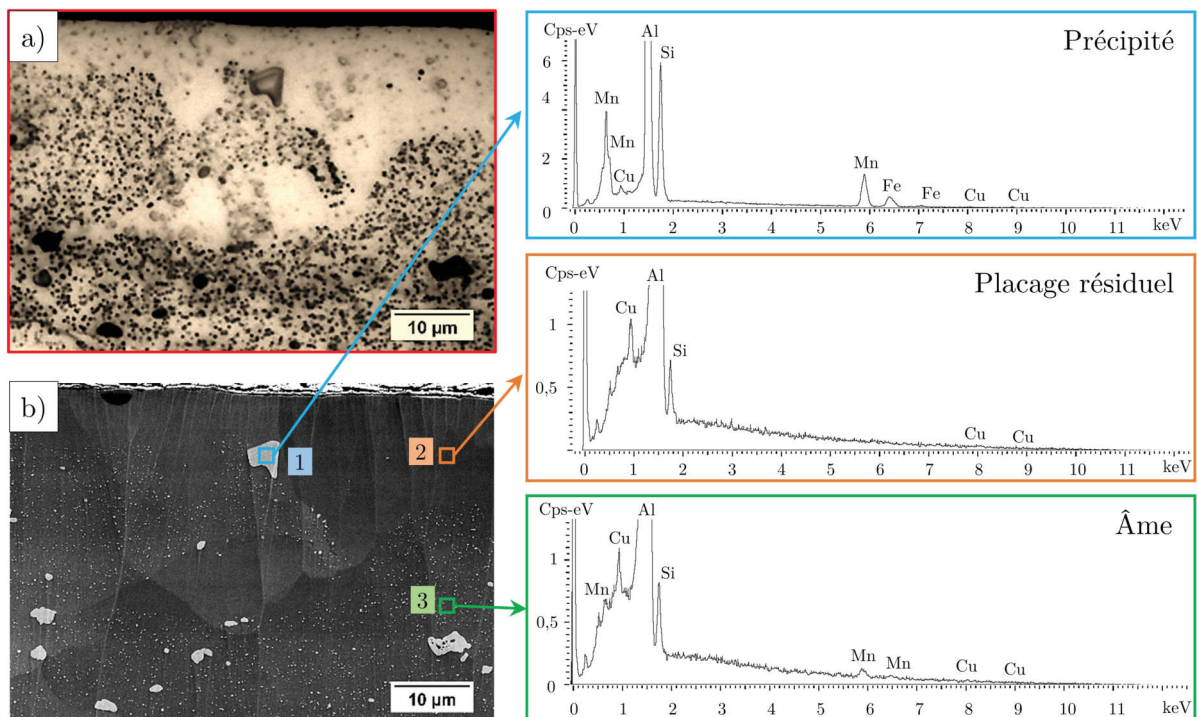 a)
10 µm
b)
1
2
3
10 µm
Précipité
Cps-eV
Al
Si
Mn
Mn
Cu
Mn
Fe
Fe
Cu
Cu
6
4
2
0
0 1 2 3 4 5 6 7 8 9 10 11
keV
Placage résiduel
Cps-eV
Al
Cu
Si
Cu
Cu
1
0,5
0 1 2 3 4 5 6 7 8 9 10 11
keV
Âme
Cps-eV
Al
Cu
Mn
Si
Mn
Mn
Cu
Cu
1
0,5
0
0 1 2 3 4 5 6 7 8 9 10 11
keV